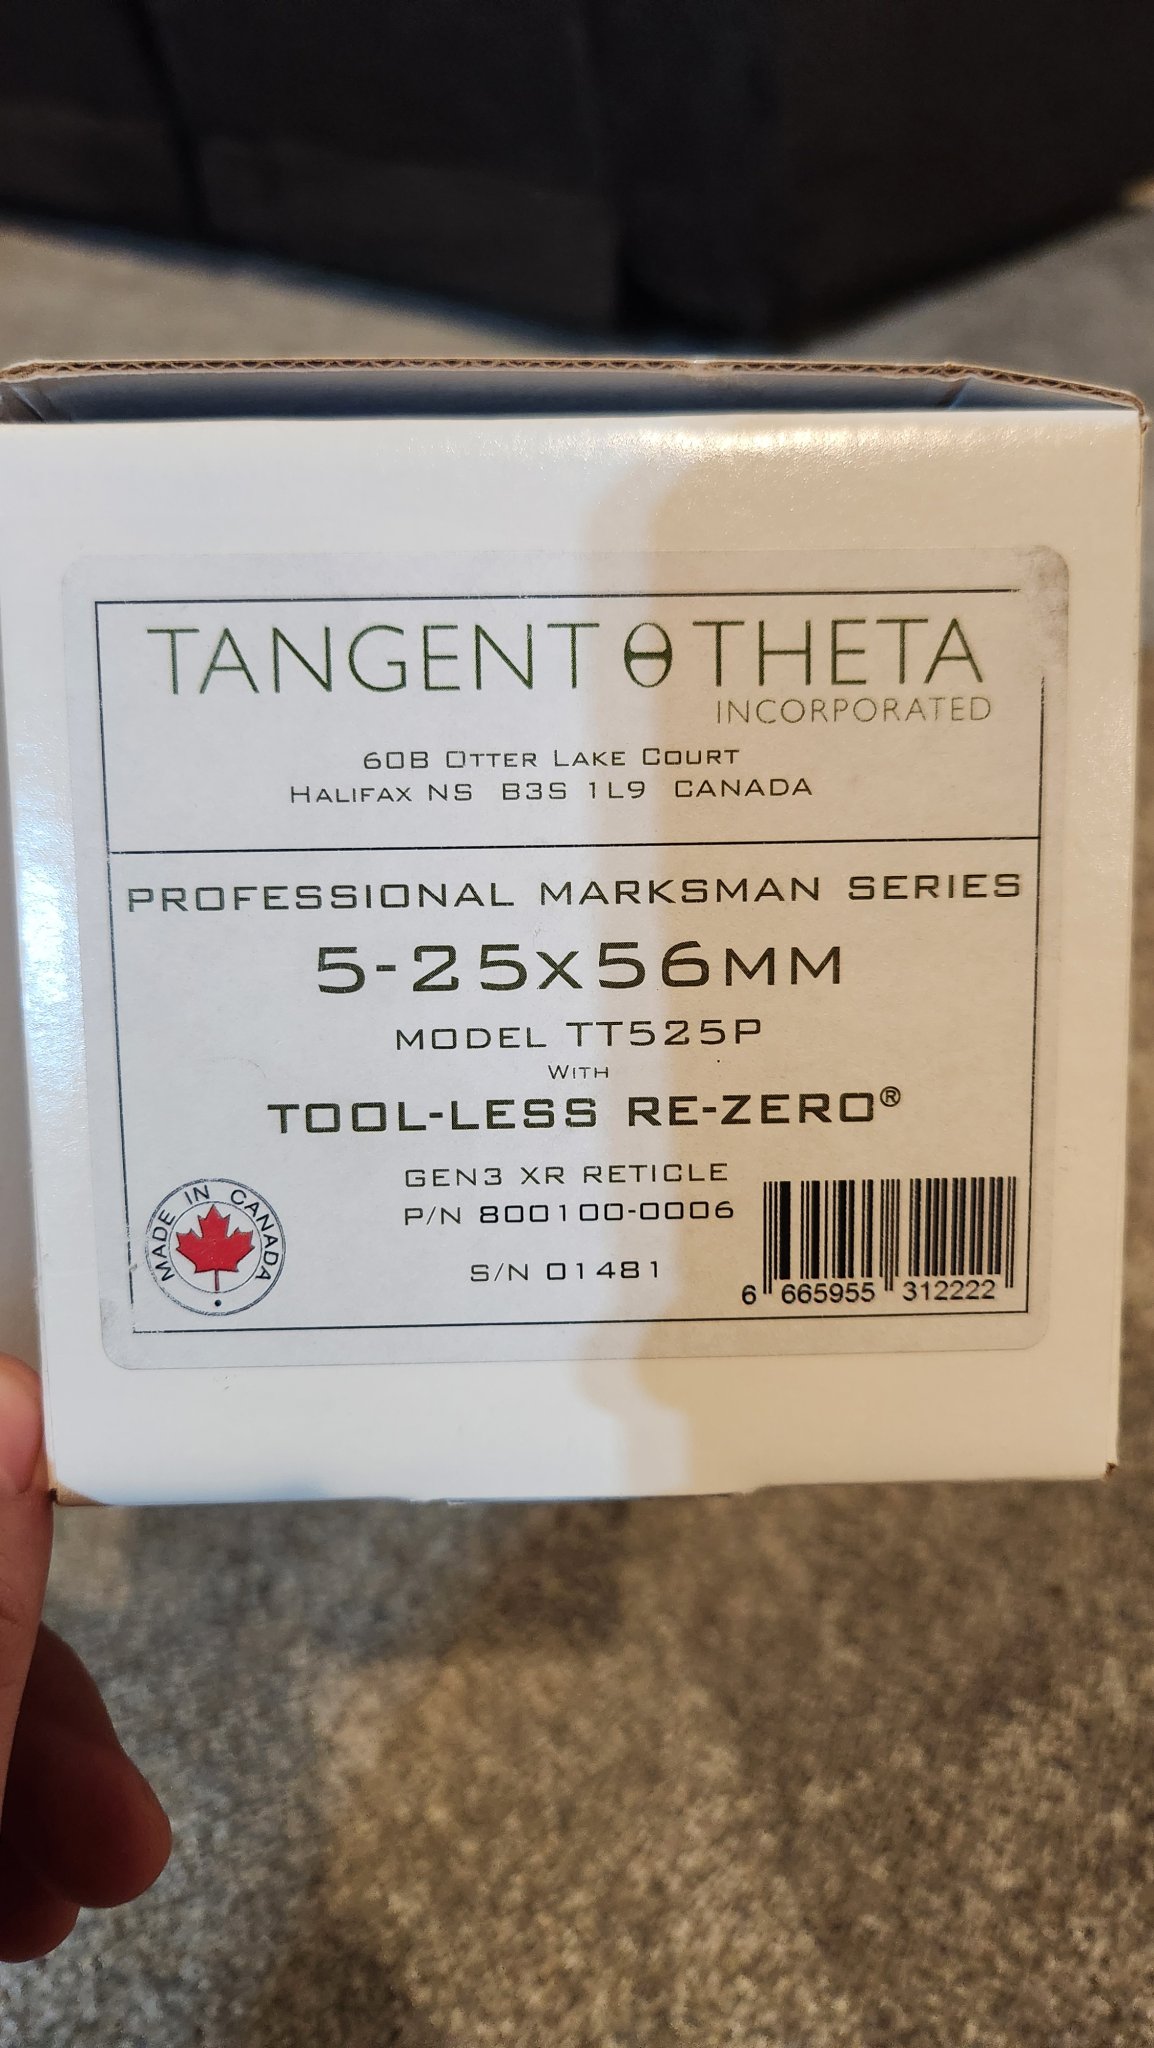 TANGENT θ THETA
INCORPORATED
60B OTTER LAKE COURT
HALIFAX NS B3S 1L9 CANADA
PROFESSIONAL MARKSMAN SERIES
5-25x56MM
MODEL TT525P
WITH
TOOL-LESS RE-ZERO®
GEN3 XR RETICLE
P/N 800100-0006
S/N 01481
MADE IN CANADA
6 665955 312222